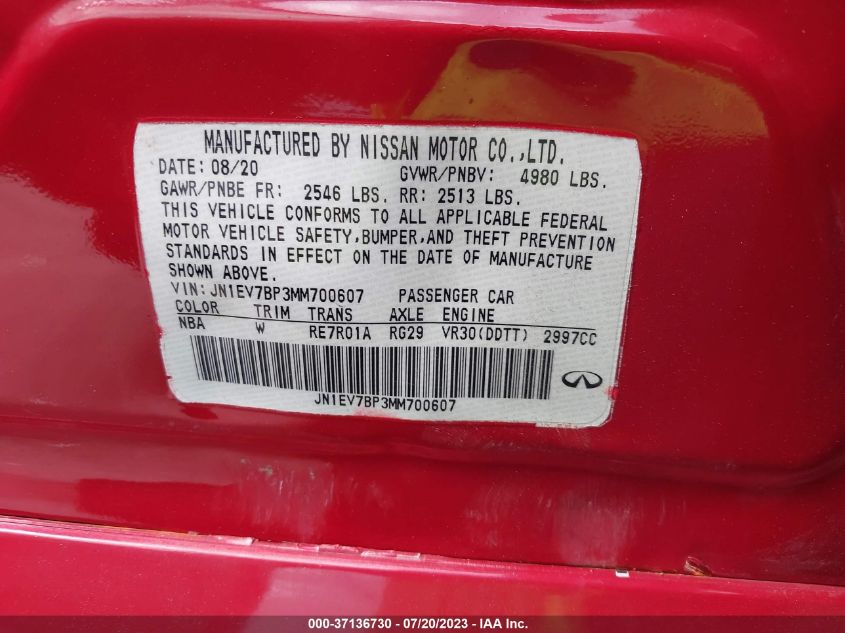 MANUFACTURED BY NISSAN MOTOR CO.,LTD.
DATE: 08/20 GVWR/PNBV: 4980 LBS.
GAWR/PNBE FR: 2546 LBS. RR: 2513 LBS.
THIS VEHICLE CONFORMS TO ALL APPLICABLE FEDERAL
MOTOR VEHICLE SAFETY,BUMPER,AND THEFT PREVENTION
STANDARDS IN EFFECT ON THE DATE OF MANUFACTURE
SHOWN ABOVE.
VIN: JN1EV7BP3MM700607 PASSENGER CAR
COLOR TRIM TRANS AXLE ENGINE
NBA W RE7R01A RG29 VR30(DDTT) 2997CC
JN1EV7BP3MM700607
000-37136730 - 07/20/2023 - IAA Inc.